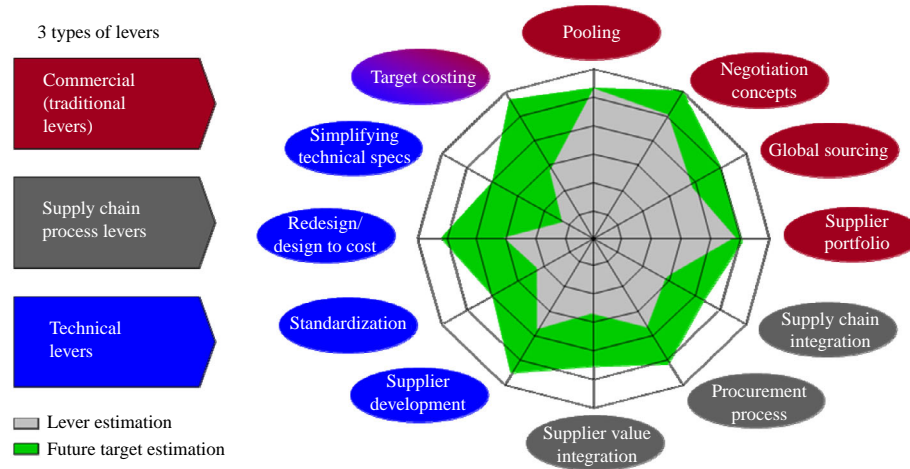 3 types of levers
Commercial
(traditional
levers)
Supply chain
process levers
Technical
levers
Lever estimation
Future target estimation
Pooling
Negotiation
concepts
Global sourcing
Supplier
portfolio
Supply chain
integration
Procurement
process
Supplier value
integration
Supplier
development
Standardization
Redesign/
design to cost
Simplifying
technical specs
Target costing